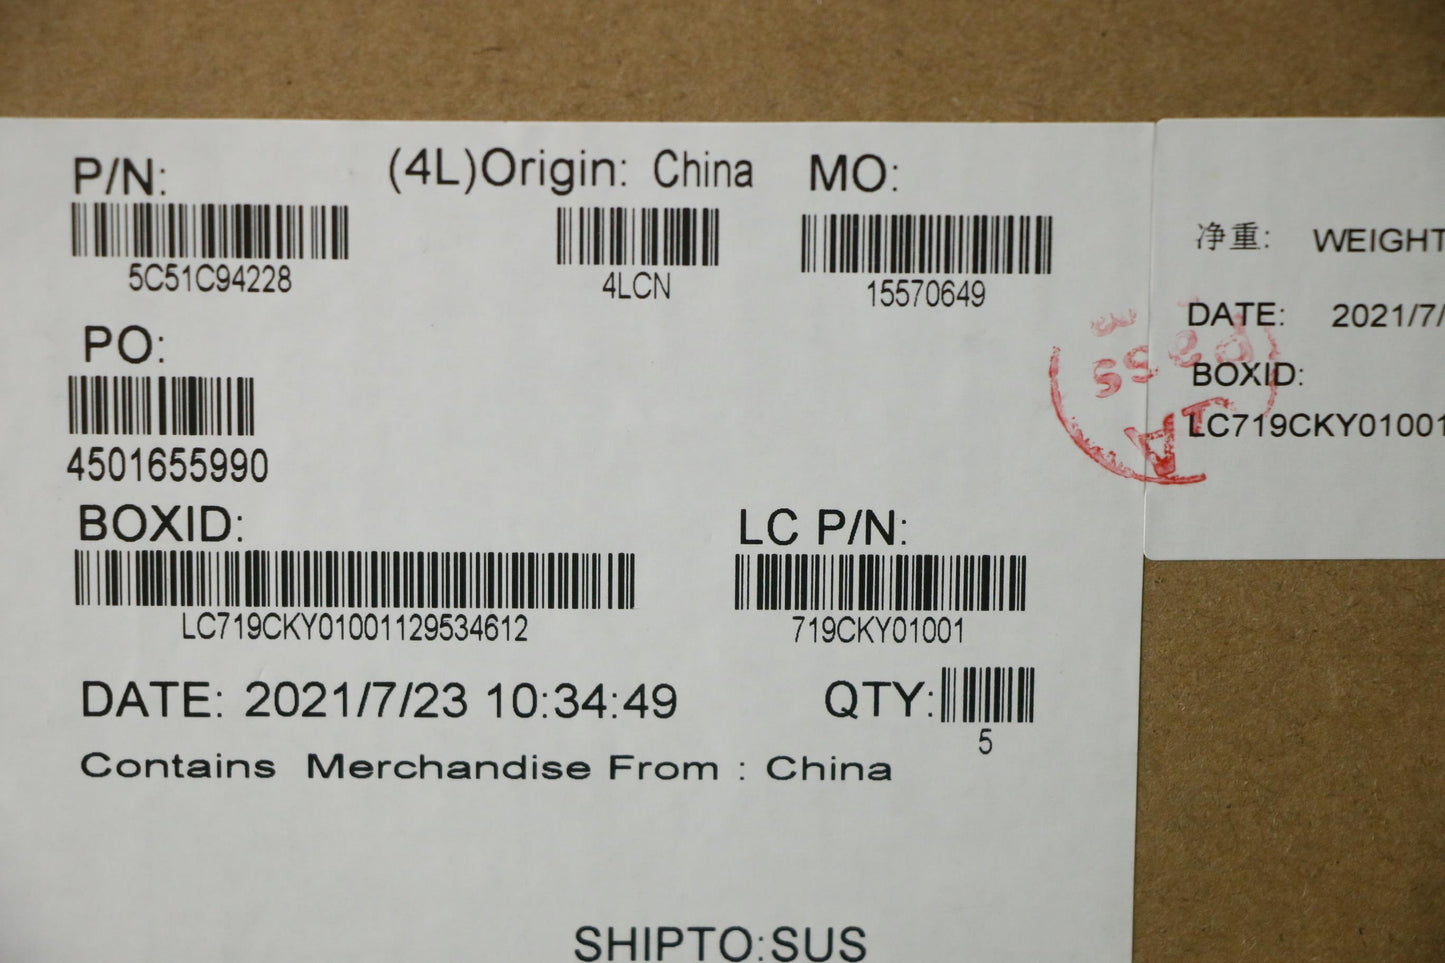 P/N:
(4L)Origin: China
MO:
5C51C94228
4LCN
15570649
PO:
4501655990
BOXID:
LC P/N:
LC719CKY01001129534612
719CKY01001
DATE: 2021/7/23 10:34:49
QTY:
5
Contains Merchandise From : China
SHIPTO:SUS
净重: WEIGHT
DATE: 2021/7/
BOXID:
LC719CKY01001
passed